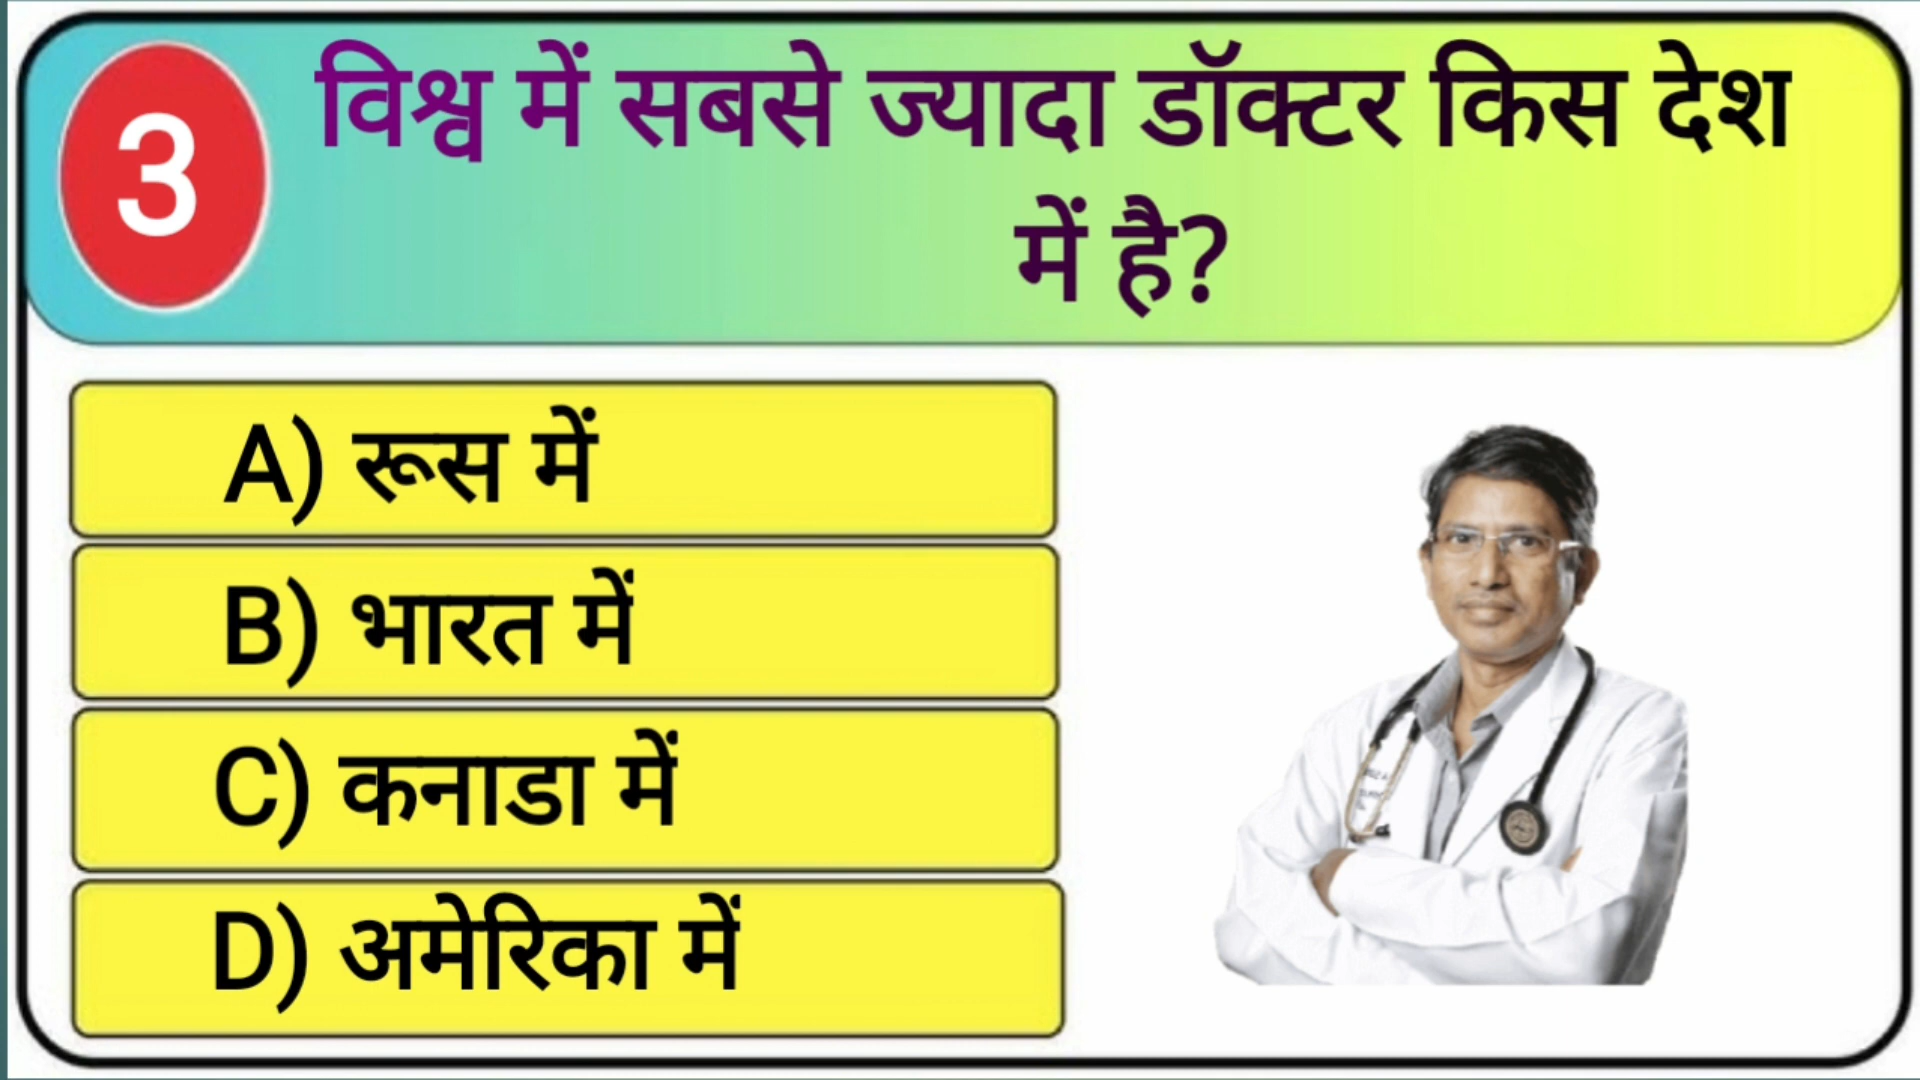 3
विश्व में सबसे ज्यादा डॉक्टर किस देश
में है?
A) रूस में
B) भारत में
C) कनाडा में
D) अमेरिका में